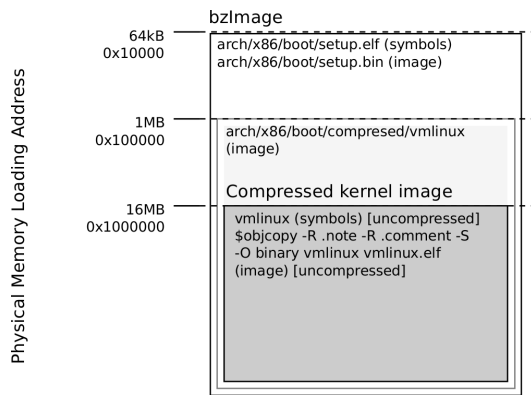 bzImage
64kB
0x10000
arch/x86/boot/setup.elf (symbols)
arch/x86/boot/setup.bin (image)
Physical Memory Loading Address
1MB
0x100000
arch/x86/boot/compresed/vmlinux
(image)
Compressed kernel image
16MB
0x1000000
vmlinux (symbols) [uncompressed]
$objcopy -R .note -R .comment -S
-O binary vmlinux vmlinux.elf
(image) [uncompressed]